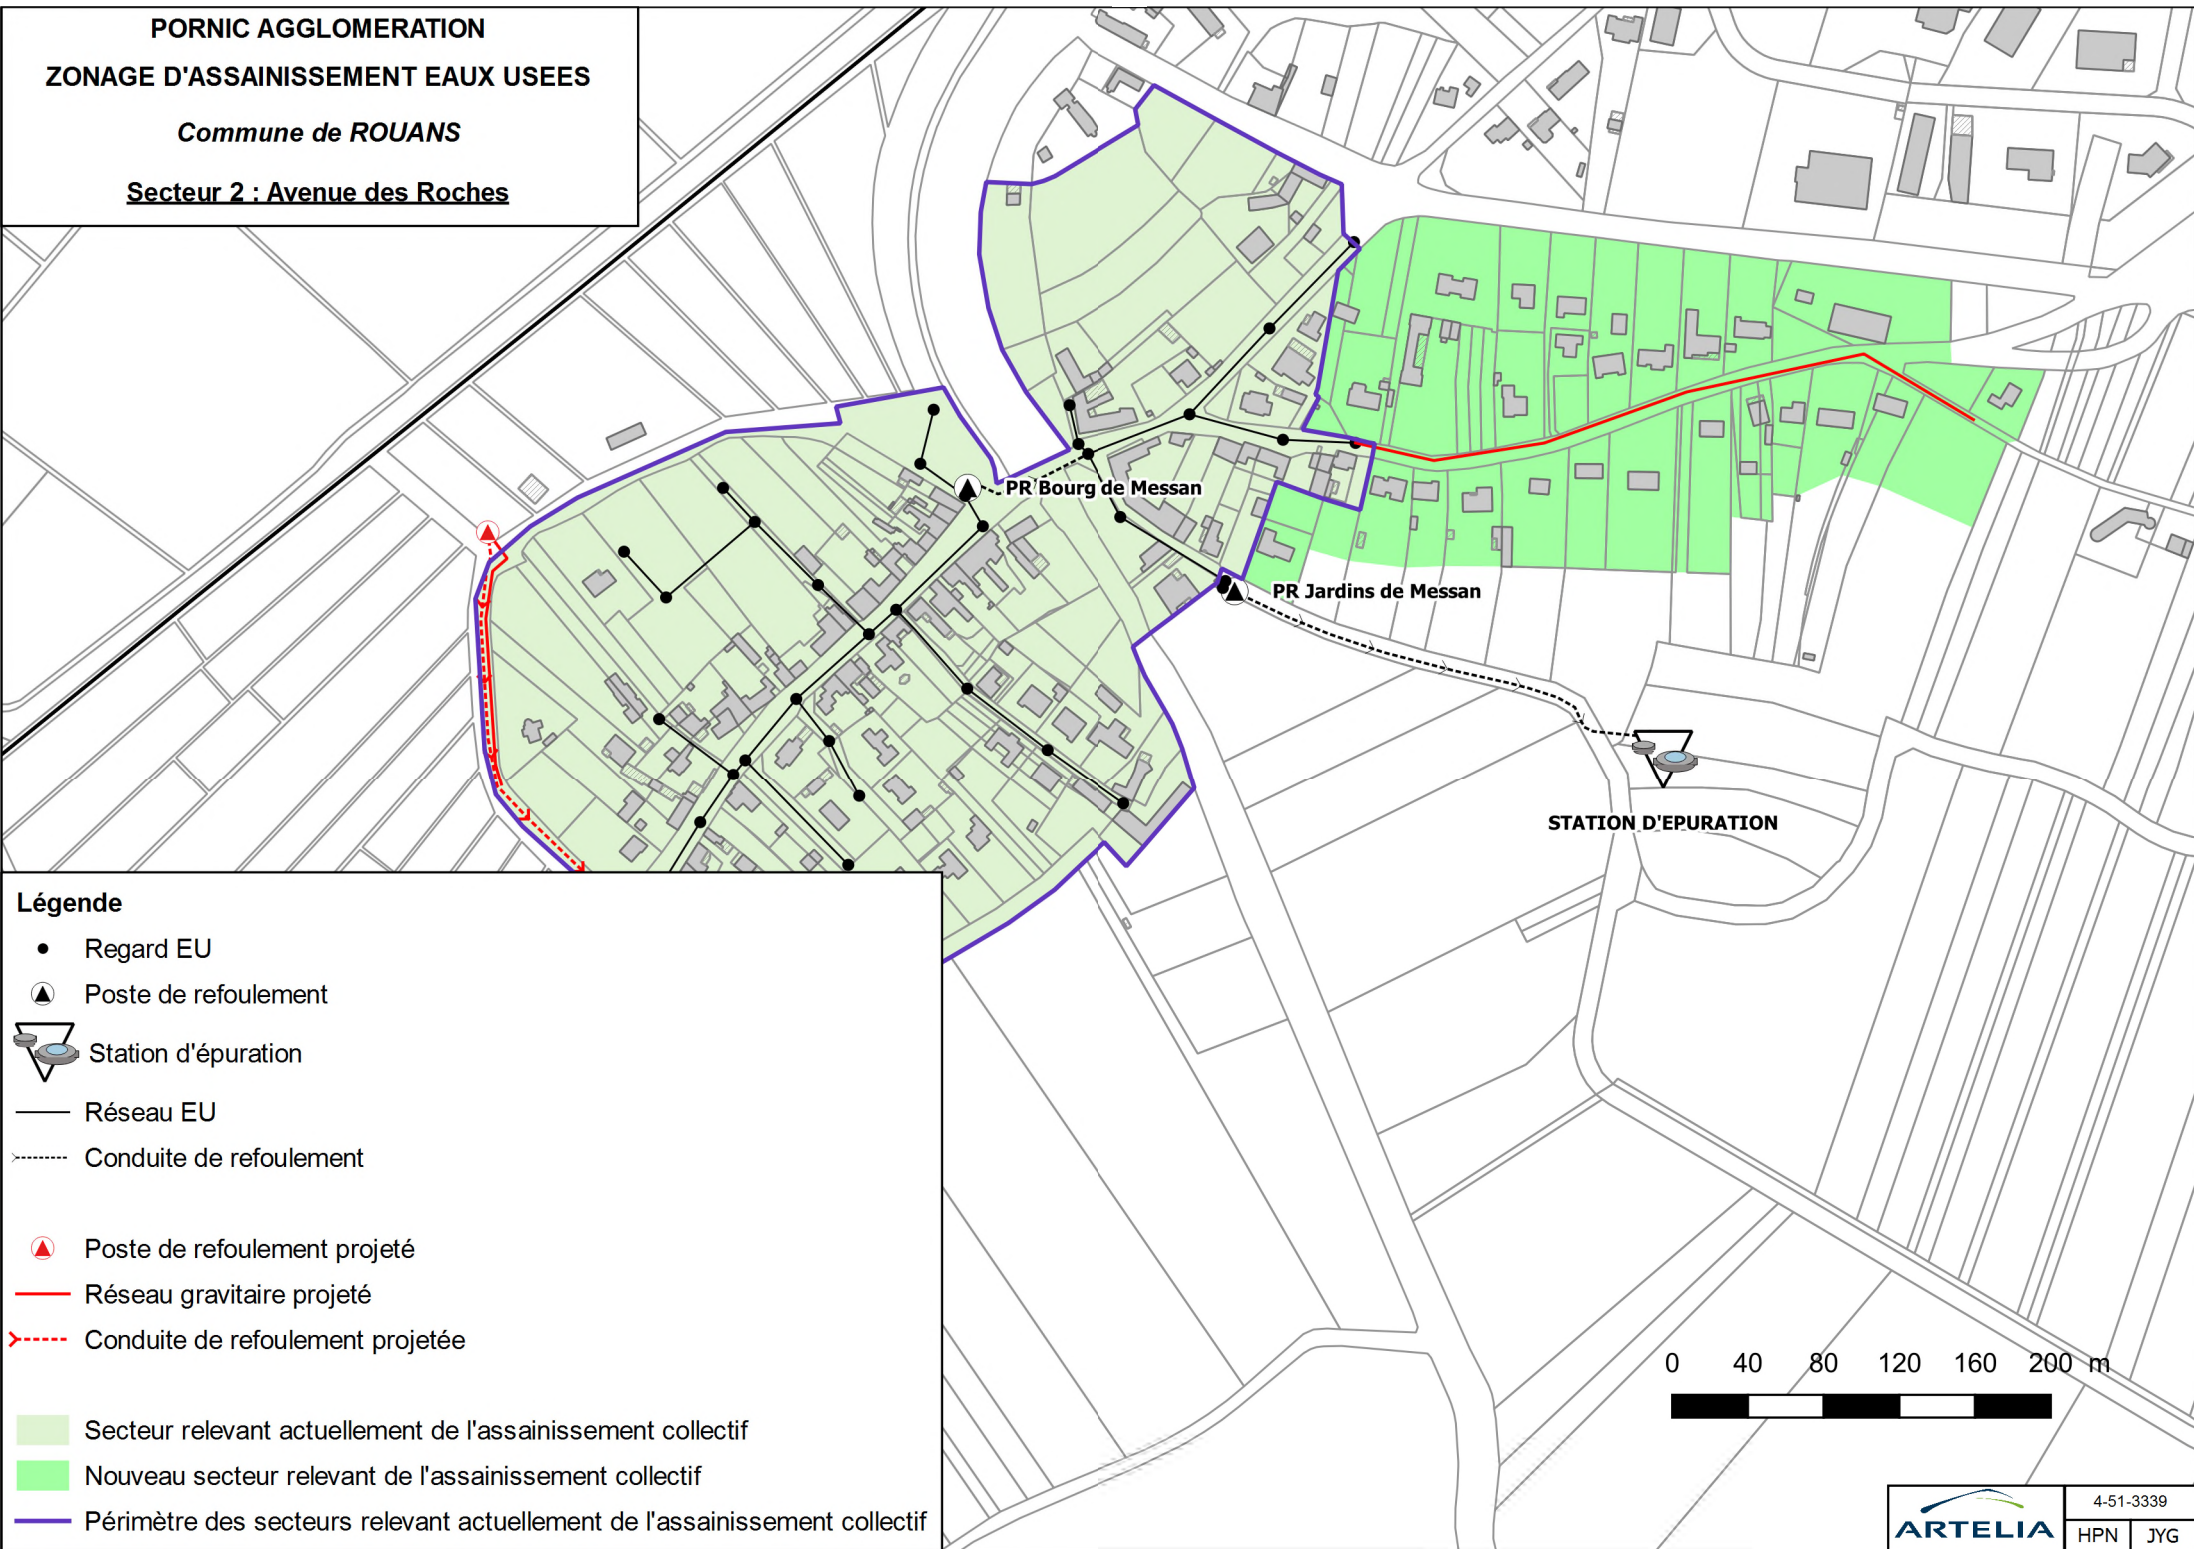 PORNIC AGGLOMERATION
ZONAGE D'ASSAINISSEMENT EAUX USEES
Commune de ROUANS
Secteur 2 : Avenue des Roches
PR Bourg de Messan
PR Jardins de Messan
STATION D'EPURATION
Légende
Regard EU
Poste de refoulement
Station d'épuration
Réseau EU
Conduite de refoulement
Poste de refoulement projeté
Réseau gravitaire projeté
Conduite de refoulement projetée
Secteur relevant actuellement de l'assainissement collectif
Nouveau secteur relevant de l'assainissement collectif
Périmètre des secteurs relevant actuellement de l'assainissement collectif
0 40 80 120 160 200 m
ARTELIA
4-51-3339
HPN JYG